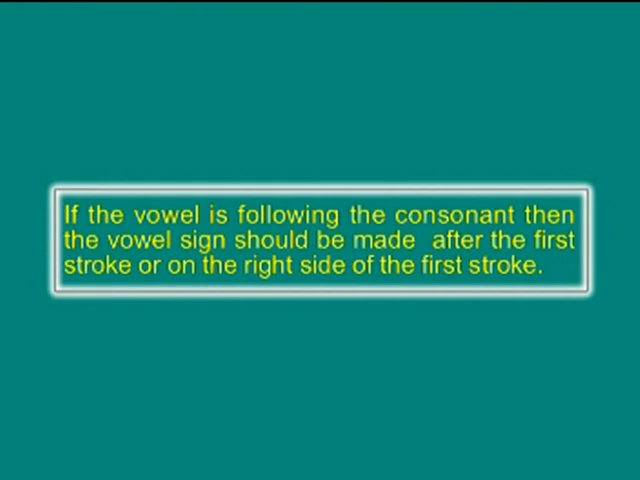 If the vowel is following the consonant then
the vowel sign should be made after the first
stroke or on the right side of the first stroke.